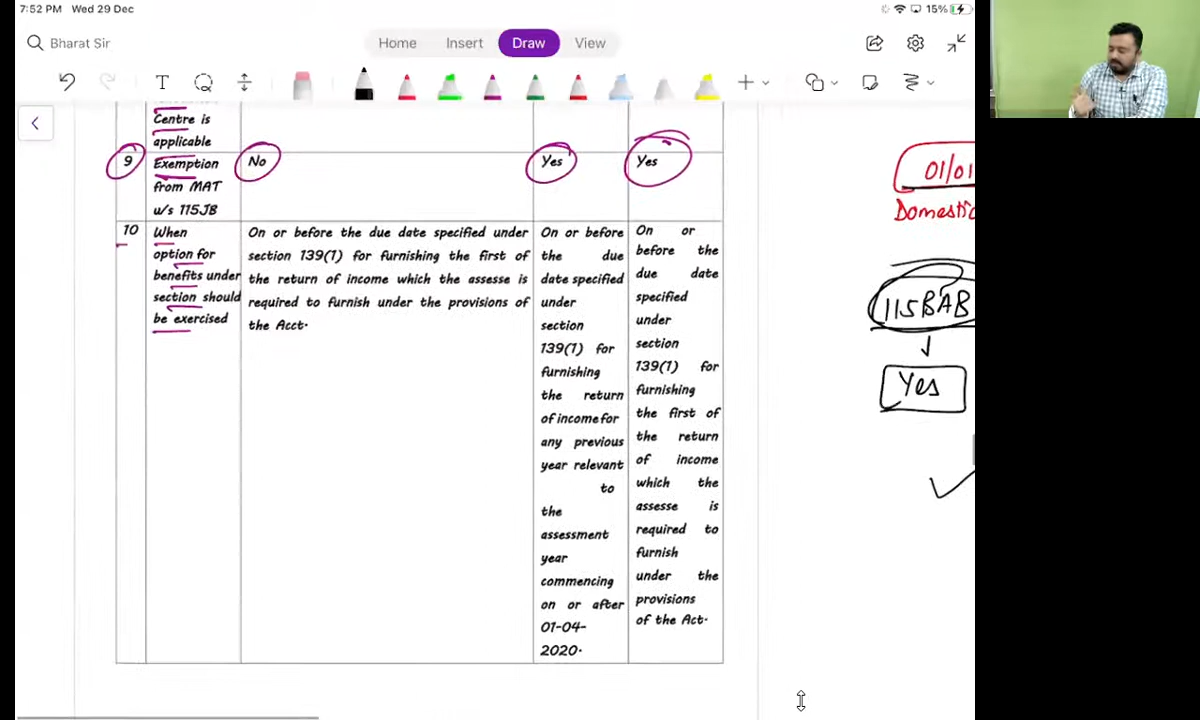 7:52 PM Wed 29 Dec
15%
Bharat Sir
Home Insert Draw View
T
Centre is
applicable
9 Exemption
from MAT
u/s 115JB
No
Yes
Yes
10 When
option for
benefits under
section should
be exercised
On or before the due date specified under
section 139(1) for furnishing the first of
the return of income which the assesse is
required to furnish under the provisions of
the Acct.
On or before
the due
date specified
under
section
139(1) for
furnishing
the return
of income for
any previous
year relevant
to
the
assessment
year
commencing
on or after
01-04-
2020.
On or
before the
due date
specified
under
section
139(1) for
furnishing
the first of
the return
of income
which the
assesse is
required to
furnish
under the
provisions
of the Act.
01/01
Domestic
115BAB
Yes